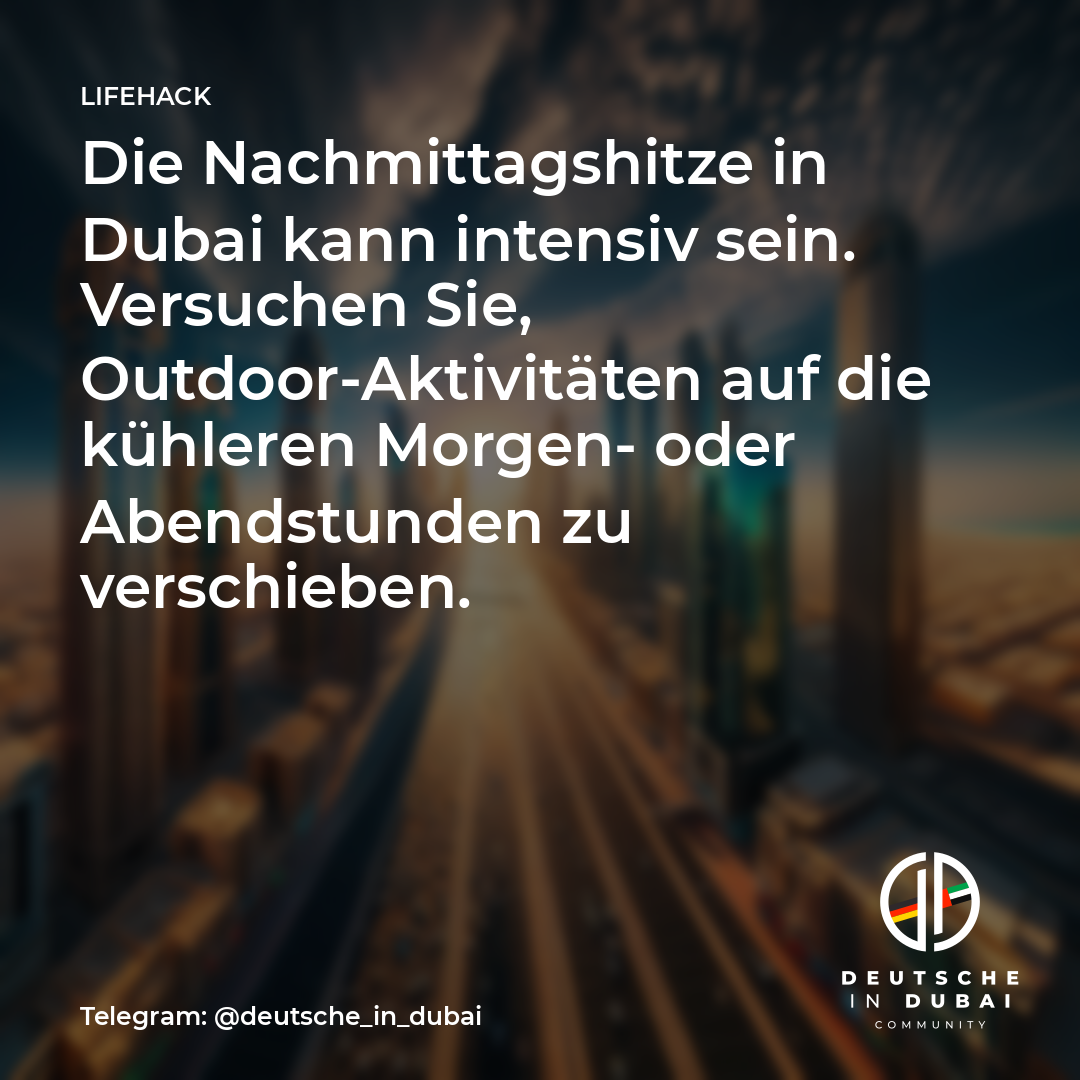 LIFEHACK
Die Nachmittagshitze in
Dubai kann intensiv sein.
Versuchen Sie,
Outdoor-Aktivitäten auf die
kühleren Morgen- oder
Abendstunden zu
verschieben.
DEUTSCHE
IN DUBAI
COMMUNITY
Telegram: @deutsche_in_dubai